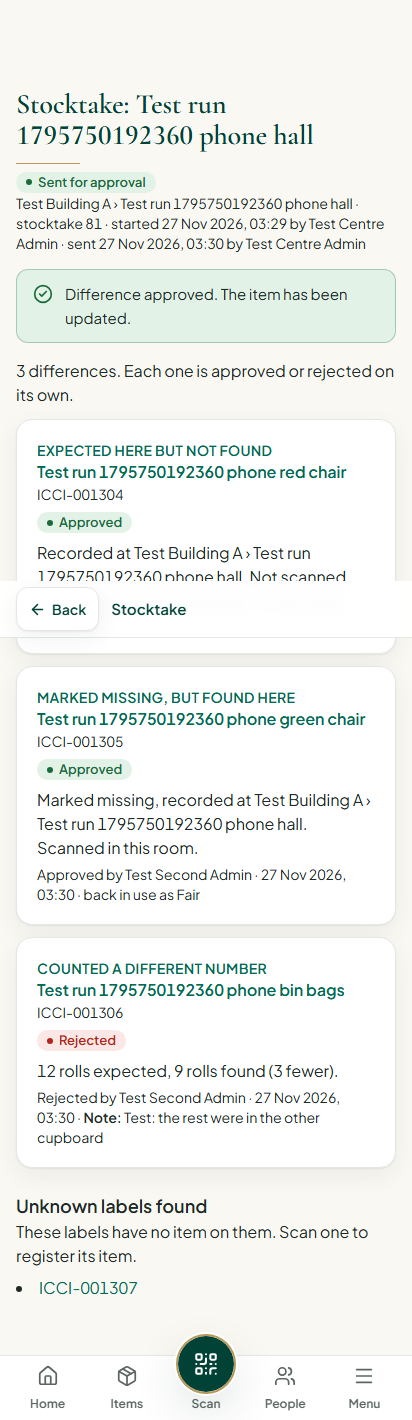 Stocktake: Test run
1795750192360 phone hall
Sent for approval
Test Building A › Test run 1795750192360 phone hall ·
stocktake 81 · started 27 Nov 2026, 03:29 by Test Centre
Admin · sent 27 Nov 2026, 03:30 by Test Centre Admin
Difference approved. The item has been
updated.
3 differences. Each one is approved or rejected on
its own.
EXPECTED HERE BUT NOT FOUND
Test run 1795750192360 phone red chair
ICCI-001304
Approved
Recorded at Test Building A › Test run
1795750192360 phone hall. Not scanned
Back
Stocktake
MARKED MISSING, BUT FOUND HERE
Test run 1795750192360 phone green chair
ICCI-001305
Approved
Marked missing, recorded at Test Building A ›
Test run 1795750192360 phone hall.
Scanned in this room.
Approved by Test Second Admin · 27 Nov 2026,
03:30 · back in use as Fair
COUNTED A DIFFERENT NUMBER
Test run 1795750192360 phone bin bags
ICCI-001306
Rejected
12 rolls expected, 9 rolls found (3 fewer).
Rejected by Test Second Admin · 27 Nov 2026,
03:30 · Note: Test: the rest were in the other
cupboard
Unknown labels found
These labels have no item on them. Scan one to
register its item.
• ICCI-001307
Home
Items
Scan
People
Menu